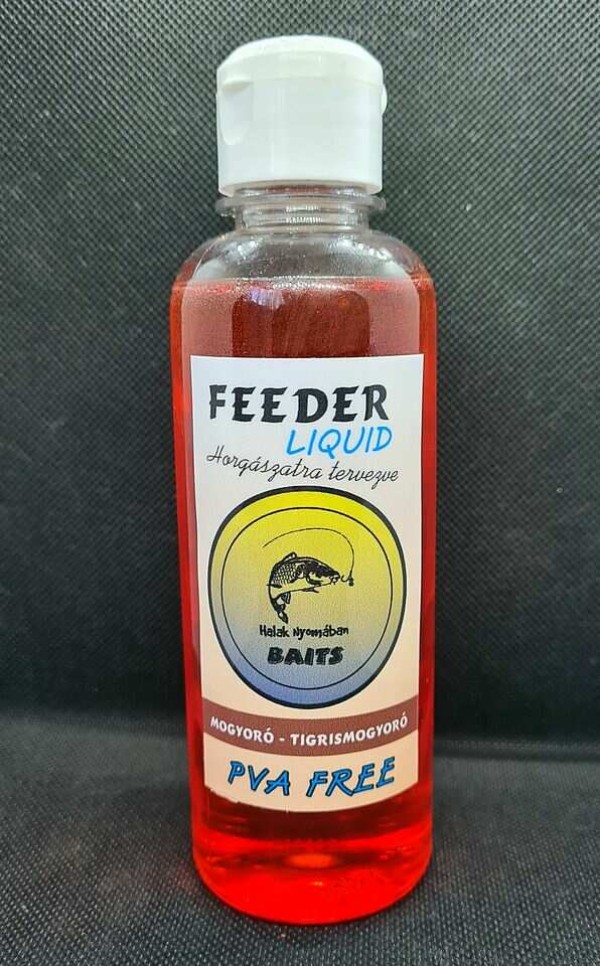 FEEDER
LIQUID
Horgászatra tervezve
Halak Nyomában
BAITS
MOGYORÓ - TIGRISMOGYORÓ
PVA FREE